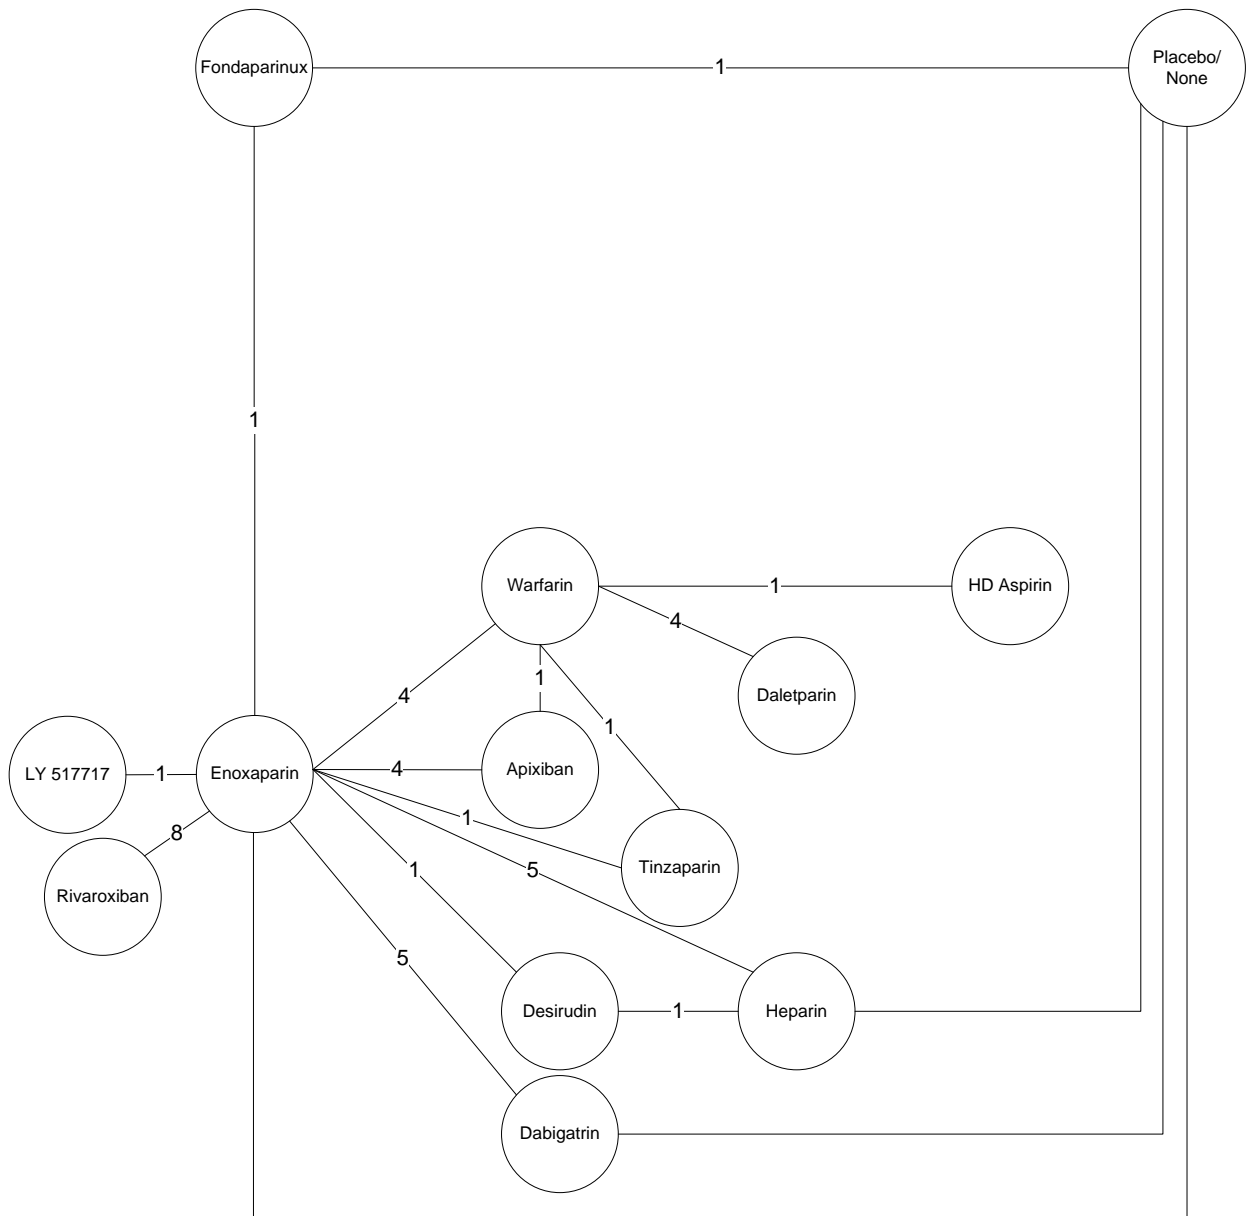 Fondaparinux
1
Placebo/
None
1
Warfarin
1
HD Aspirin
4
1
Daletparin
4
1
LY 517717
1
Enoxaparin
4
Apixiban
8
1
Rivaroxiban
1
5
Tinzaparin
5
Desirudin
1
Heparin
Dabigatrin